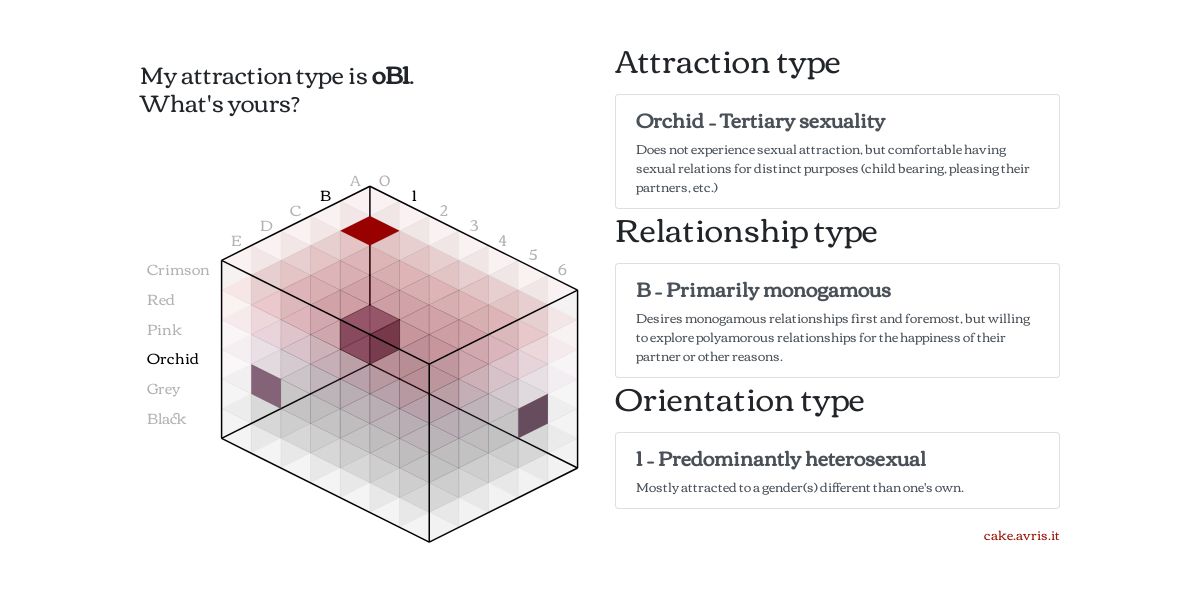 My attraction type is oB1.
What's yours?
A O
B 1
C 2
D 3
E 4
5
6
Crimson
Red
Pink
Orchid
Grey
Black
Attraction type
Orchid - Tertiary sexuality
Does not experience sexual attraction, but comfortable having
sexual relations for distinct purposes (child bearing, pleasing their
partners, etc.)
Relationship type
B - Primarily monogamous
Desires monogamous relationships first and foremost, but willing
to explore polyamorous relationships for the happiness of their
partner or other reasons.
Orientation type
1 - Predominantly heterosexual
Mostly attracted to a gender(s) different than one's own.
cake.avris.it